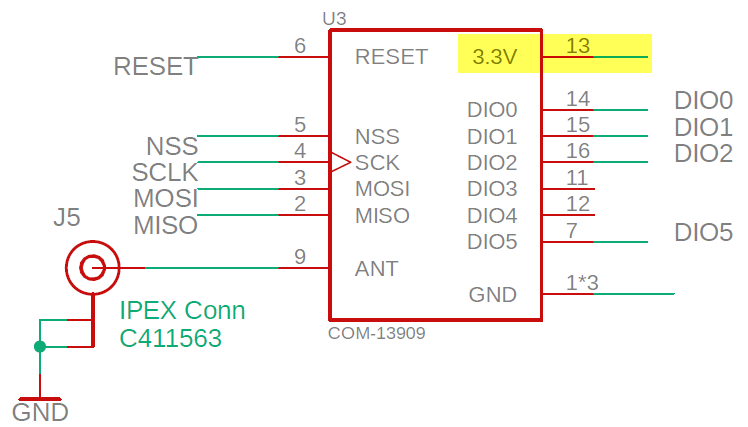 U3
6
RESET
RESET
3.3V
13
DIO0
14
DIO0
DIO1
15
DIO1
DIO2
16
DIO2
NSS
5
NSS
SCLK
4
SCK
DIO3
11
MOSI
3
MOSI
DIO4
12
MISO
2
MISO
DIO5
7
DIO5
J5
9
ANT
GND
1*3
IPEX Conn
C411563
COM-13909
GND